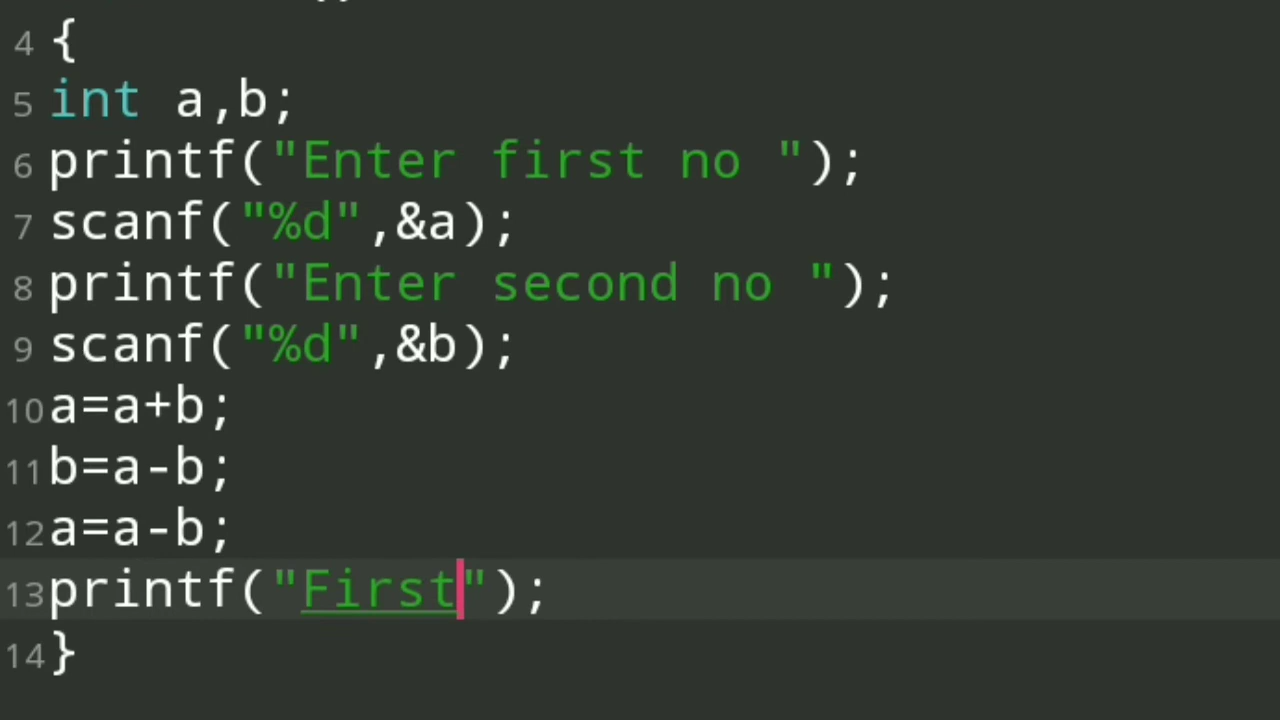 4 {
5 int a,b;
6 printf("Enter first no ");
7 scanf("%d",&a);
8 printf("Enter second no ");
9 scanf("%d",&b);
10 a=a+b;
11 b=a-b;
12 a=a-b;
13 printf("First");
14 }